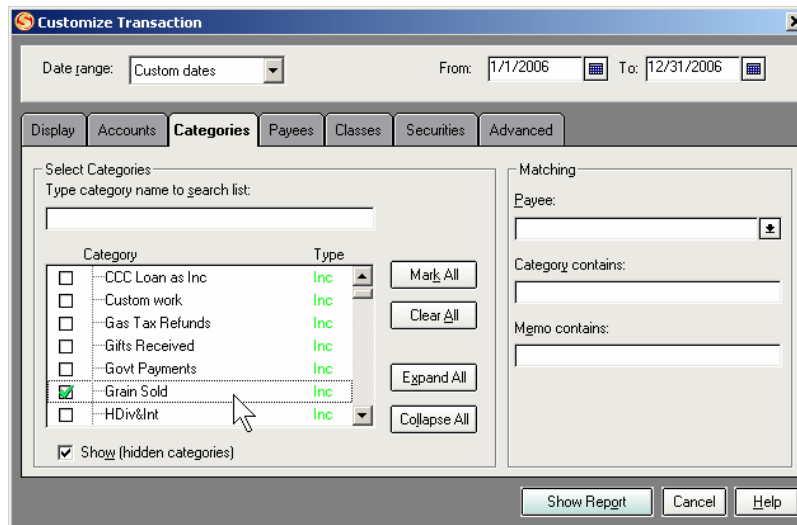 Customize Transaction
Date range: Custom dates From: 1/1/2006 To: 12/31/2006
Display Accounts Categories Payees Classes Securities Advanced
Select Categories
Type category name to search list:
Category Type
CCC Loan as Inc Inc
Custom work Inc
Gas Tax Refunds Inc
Gifts Received Inc
Govt Payments Inc
Grain Sold Inc
HDiv&Int Inc
Show (hidden categories)
Mark All
Clear All
Expand All
Collapse All
Matching
Payee:
Category contains:
Memo contains:
Show Report Cancel Help